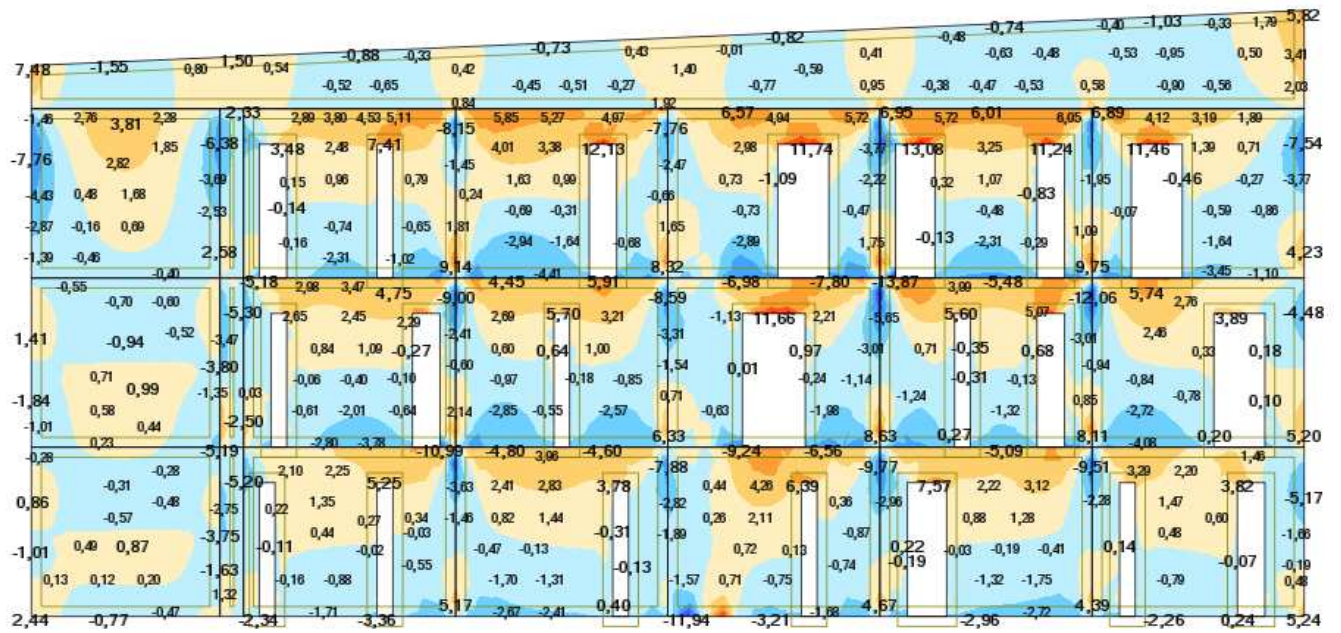 5,82
-0,74 -0,40 -1,03 -0,33 1,79
-0,88 -0,33 -0,73 0,43 -0,01 -0,82 0,41 -0,48 -0,63 -0,48 -0,53 -0,95 0,50 3,41
7,48 -1,55 0,80 1,50 0,54 0,42 1,40 -0,59
-0,52 -0,65 -0,45 -0,51 -0,27 -0,77 0,95 -0,38 -0,47 -0,53 0,58 -0,90 -0,56 2,03
0,84 1,92
-1,46 2,76 2,28 -2,33 2,89 3,80 4,53 5,11 5,85 5,27 4,97 6,57 4,94 5,72 6,95 5,72 6,01 6,05 6,89 4,12 3,19 1,89
3,81 -8,15 -7,76
-7,76 1,85 -6,38 3,48 2,48 7,41 4,01 3,38 12,13 2,98 11,74 13,08 3,25 11,24 11,46 1,39 0,71 -7,54
2,82 -1,45 -2,47
-4,43 0,48 1,68 -3,69 0,15 0,96 0,79 0,24 1,63 0,99 -0,66 0,73 -1,09 -2,22 0,32 1,07 -0,83 -1,95 -0,46 -0,27 -3,77
-2,53 -0,14 -0,69 -0,31 -0,73 -0,47 -0,48 -0,07 -0,59 -0,86
-2,87 -0,16 0,69 -0,74 -0,65 1,81 1,65 1,09
-0,16 -2,94 -1,64 -0,68 -2,89 1,75 -0,13 -2,31 -0,29 -1,64
-1,39 -0,46 2,58 -2,31 -1,02 4,23
-0,40 9,14 -4,41 8,32 9,75 -3,45 -1,10
-0,55 -5,18 2,98 3,47 4,45 5,91 -6,98 -7,80 -13,87 3,99 -5,48
-0,70 -0,60 4,75 -9,00 -8,59 -12,06 5,74 2,76
-5,30 2,65 2,45 2,29 2,69 5,70 3,21 -1,13 11,66 2,21 -5,65 5,60 5,07 3,89 -4,48
1,41 -0,94 -0,52 -3,47 -2,41 -3,31 -3,01 2,46
0,84 1,09 -0,27 0,60 0,64 1,00 0,97 -3,01 0,71 -0,35 0,68 0,33 0,18
0,71 -3,80 -0,60 -1,54 0,01 -0,94
0,99 -1,35 0,03 -0,06 -0,40 -0,10 -0,97 -0,18 -0,85 -0,24 -1,14 -0,31 -0,13 -0,84
-1,84 0,58 0,71 -1,24 0,85 -0,78 0,10
-1,01 0,44 -2,50 -0,61 -2,01 -0,64 2,14 -2,85 -0,55 -2,57 -0,63 -1,98 -1,32 -2,72
0,23 -2,80 -3,78 6,33 8,63 0,27 8,11 -4,08 0,20 5,20
-0,28 -5,19 -10,99 -4,80 3,96 -4,60 -9,24 -6,56 -5,09 1,46
-0,28 2,10 2,25 -7,88 -9,77 -9,51 3,29 2,20
-0,31 -5,20 5,25 -3,63 2,41 2,83 3,78 0,44 4,26 6,39 7,57 2,22 3,12 3,82 -5,17
0,86 -0,48 -2,75 0,22 1,35 -2,82 0,36 -2,96 -2,28 1,47
-0,57 0,27 0,34 -1,46 0,82 1,44 0,26 2,11 0,88 1,28 0,60
-1,01 0,49 0,87 -3,75 -0,11 0,44 -0,03 -0,31 -1,89 -0,87 0,48 -1,66
-0,02 -0,47 -0,13 0,72 0,13 0,22 -0,03 -0,19 -0,41 0,14
-1,63 -0,55 -0,13 -0,74 -0,19 -0,07 -0,19
0,13 0,12 0,20 -0,16 -0,88 -1,70 -1,31 -1,57 0,71 -0,75 -1,32 -1,75 -0,79 0,48
-0,47 1,32 -1,71 5,17 -2,67 -2,41 0,40 -1,68 4,67 -2,72 4,39
2,44 -0,77 -2,34 -3,36 -11,94 -3,21 -2,96 -2,26 0,24 5,24